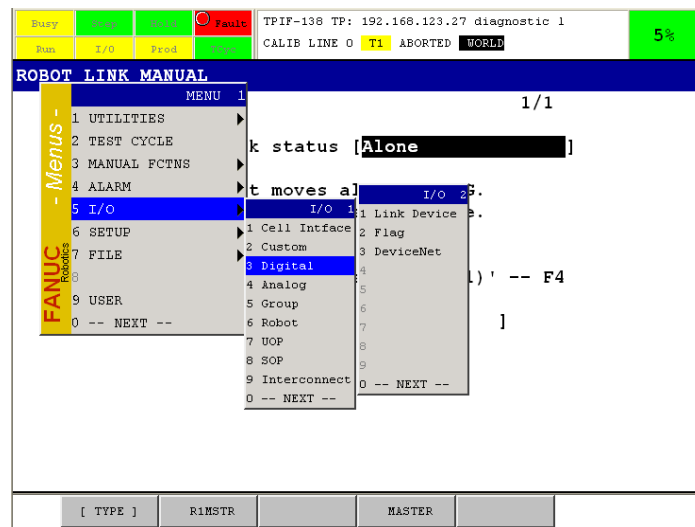 Busy Step Hold Fault
TPIF-138 TP: 192.168.123.27 diagnostic l
Run I/O Prod TCyc
CALIB LINE 0 T1 ABORTED WORLD
5%
ROBOT LINK MANUAL
1/1
k status [Alone ]
t moves al G.
e.
l)' -- F4
]
- Menus -
FANUC
Robotics
MENU 1
1 UTILITIES
2 TEST CYCLE
3 MANUAL FCTNS
4 ALARM
5 I/O
6 SETUP
7 FILE
8
9 USER
0 -- NEXT --
I/O 1
1 Cell Intface
2 Custom
3 Digital
4 Analog
5 Group
6 Robot
7 UOP
8 SOP
9 Interconnect
0 -- NEXT --
I/O 2
1 Link Device
2 Flag
3 DeviceNet
4
5
6
7
8
9
0 -- NEXT --
[ TYPE ] R1MSTR MASTER